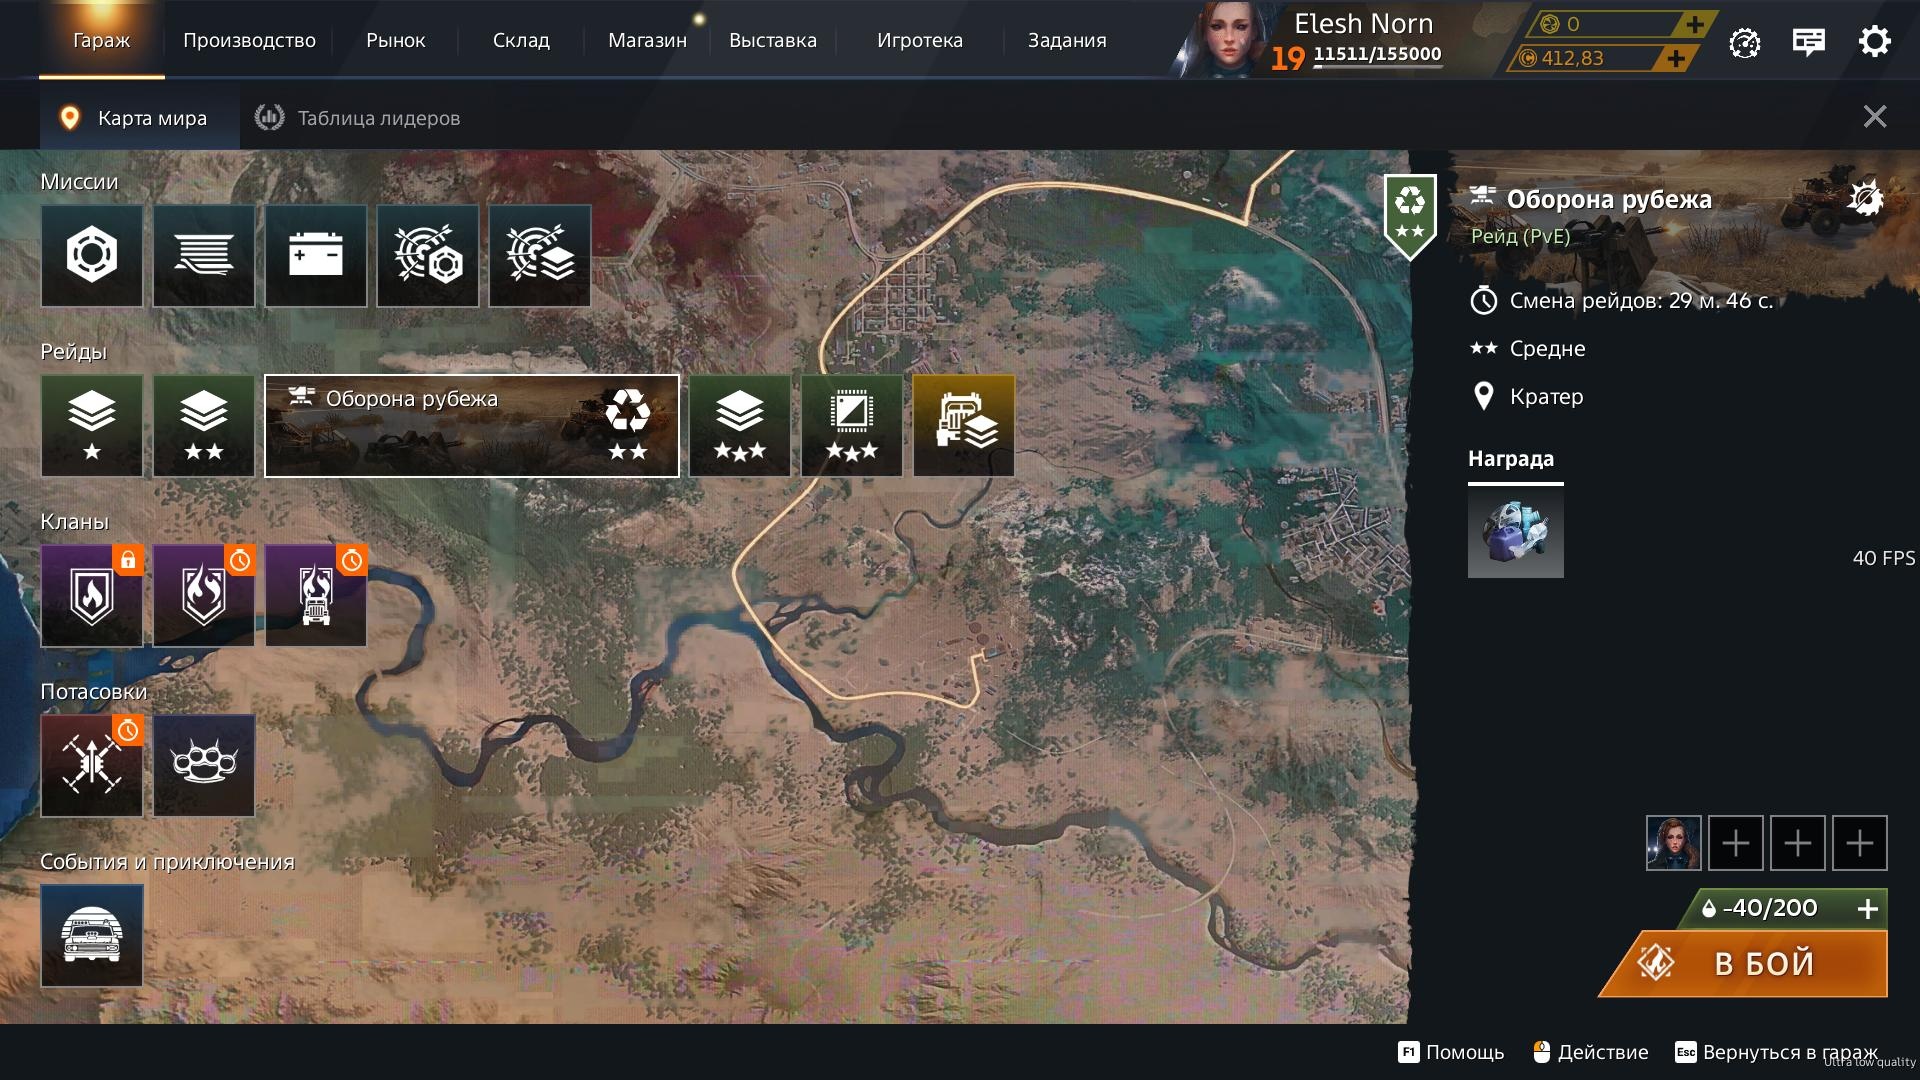 Гараж
Производство
Рынок
Склад
Магазин
Выставка
Игротека
Задания
Elesh Norn
19 11511/155000
0
412,83
Карта мира
Таблица лидеров
Миссии
Рейды
Оборона рубежа
Кланы
Потасовки
События и приключения
Оборона рубежа
Рейд (PvE)
Смена рейдов: 29 м. 46 с.
Средне
Кратер
Награда
40 FPS
-40/200
В БОЙ
F1 Помощь
Действие
Esc Вернуться в гараж
Ultra low quality